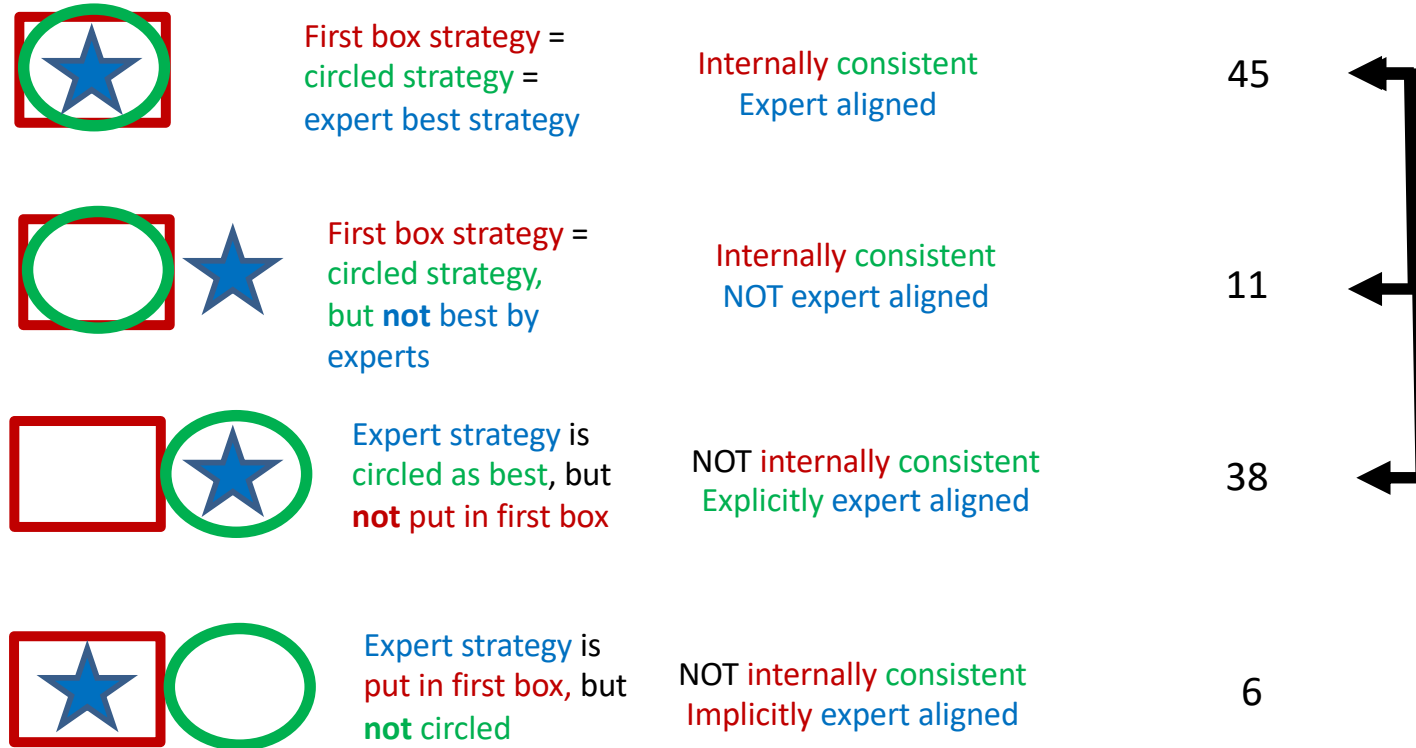 First box strategy =
circled strategy =
expert best strategy
Internally consistent
Expert aligned
45
First box strategy =
circled strategy,
but not best by
experts
Internally consistent
NOT expert aligned
11
Expert strategy is
circled as best, but
not put in first box
NOT internally consistent
Explicitly expert aligned
38
Expert strategy is
put in first box, but
not circled
NOT internally consistent
Implicitly expert aligned
6